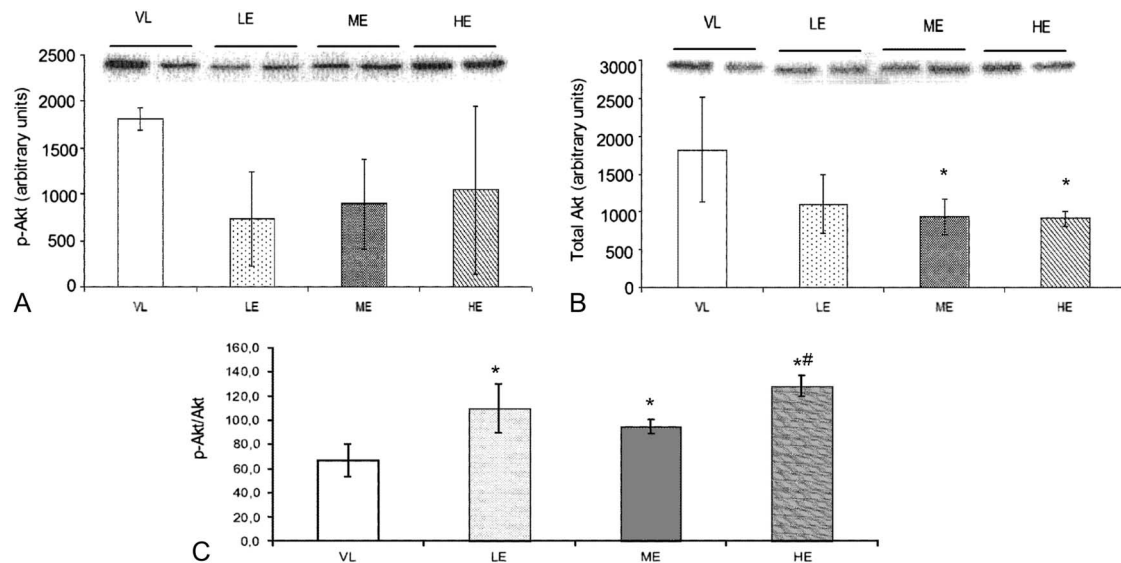 VL LE ME HE
p-Akt (arbitrary units)
2500
2000
1500
1000
500
0
VL LE ME HE
A
VL LE ME HE
Total Akt (arbitrary units)
3000
2500
2000
1500
1000
500
0
* *
VL LE ME HE
B
p-Akt/Akt
160,0
140,0
120,0
100,0
80,0
60,0
40,0
20,0
0,0
* * *#
VL LE ME HE
C